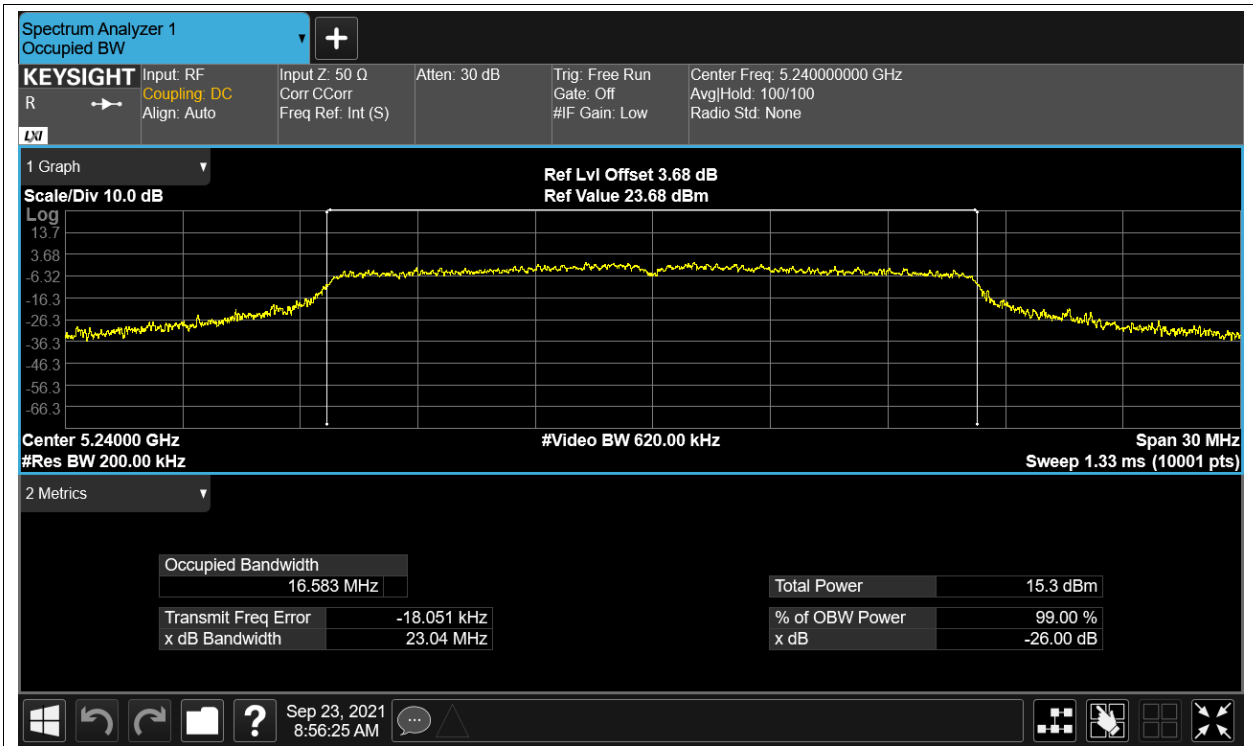 Spectrum Analyzer 1
Occupied BW
KEYSIGHT
R
LXI
Input: RF
Coupling: DC
Align: Auto
Input Z: 50 Ω
Corr CCorr
Freq Ref: Int (S)
Atten: 30 dB
Trig: Free Run
Gate: Off
#IF Gain: Low
Center Freq: 5.240000000 GHz
Avg|Hold: 100/100
Radio Std: None
1 Graph
Scale/Div 10.0 dB
Ref Lvl Offset 3.68 dB
Ref Value 23.68 dBm
Log
13.7
3.68
-6.32
-16.3
-26.3
-36.3
-46.3
-56.3
-66.3
Center 5.24000 GHz
#Video BW 620.00 kHz
Span 30 MHz
#Res BW 200.00 kHz
Sweep 1.33 ms (10001 pts)
2 Metrics
Occupied Bandwidth
16.583 MHz
Transmit Freq Error -18.051 kHz
x dB Bandwidth 23.04 MHz
Total Power 15.3 dBm
% of OBW Power 99.00 %
x dB -26.00 dB
?
Sep 23, 2021
8:56:25 AM